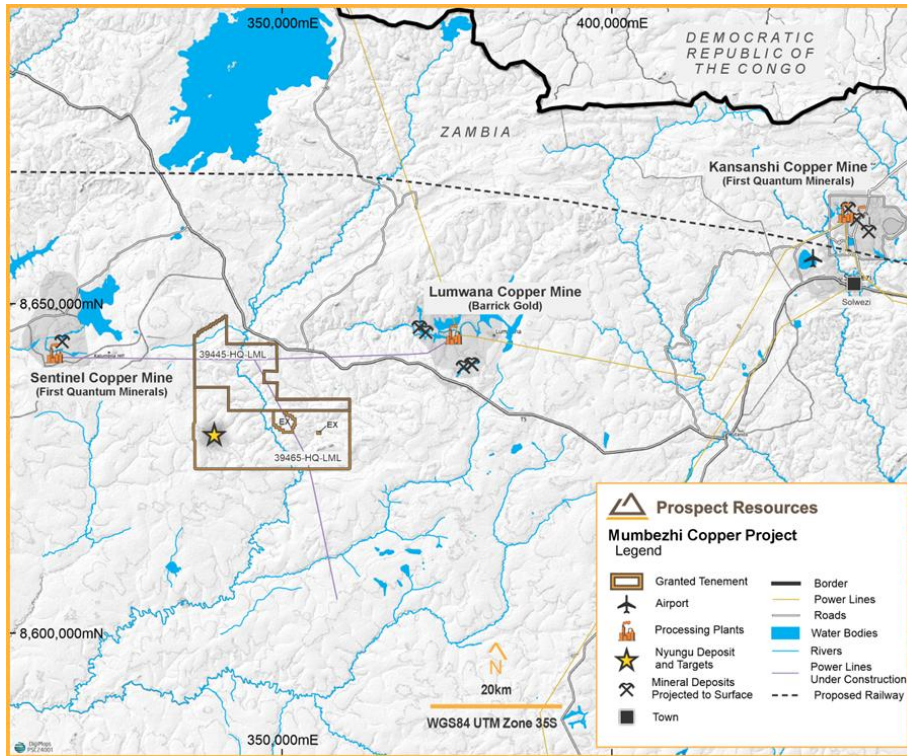 350,000mE
400,000mE
DEMOCRATIC
REPUBLIC OF
THE CONGO
ZAMBIA
Kansanshi Copper Mine
(First Quantum Minerals)
8,650,000mN
Lumwana Copper Mine
(Barrick Gold)
Solwezi
39445-HQ-LML
Sentinel Copper Mine
(First Quantum Minerals)
EX
EX
39465-HQ-LML
T5
Prospect Resources
Mumbezhi Copper Project
Legend
Granted Tenement
Border
Airport
Power Lines
Roads
Processing Plants
Water Bodies
Nyungu Deposit
and Targets
Rivers
Power Lines
Under Construction
Mineral Deposits
Projected to Surface
Proposed Railway
Town
8,600,000mN
N
20km
WGS84 UTM Zone 35S
350,000mE
DigiMaps
PSC24001